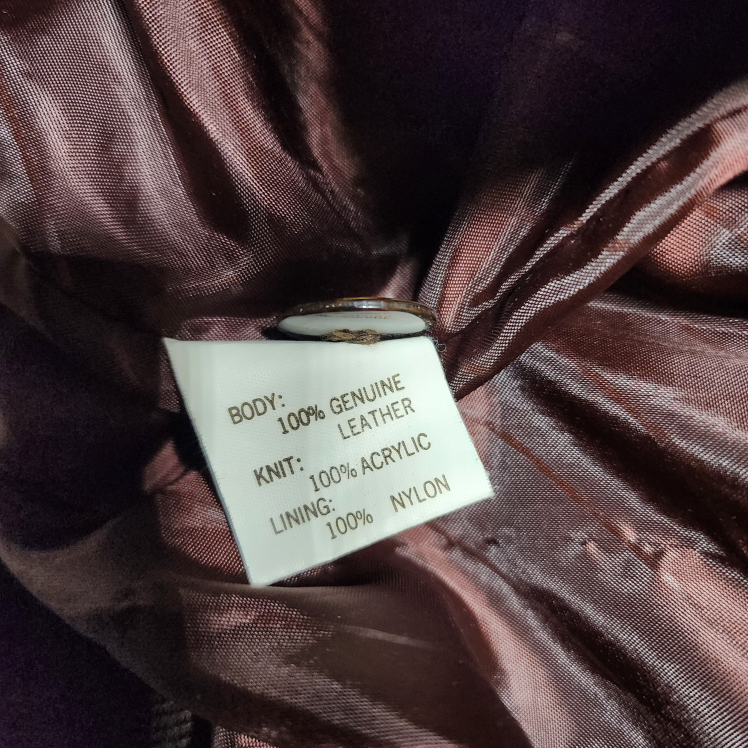 BODY:
100% GENUINE
LEATHER
KNIT:
100% ACRYLIC
LINING:
100% NYLON